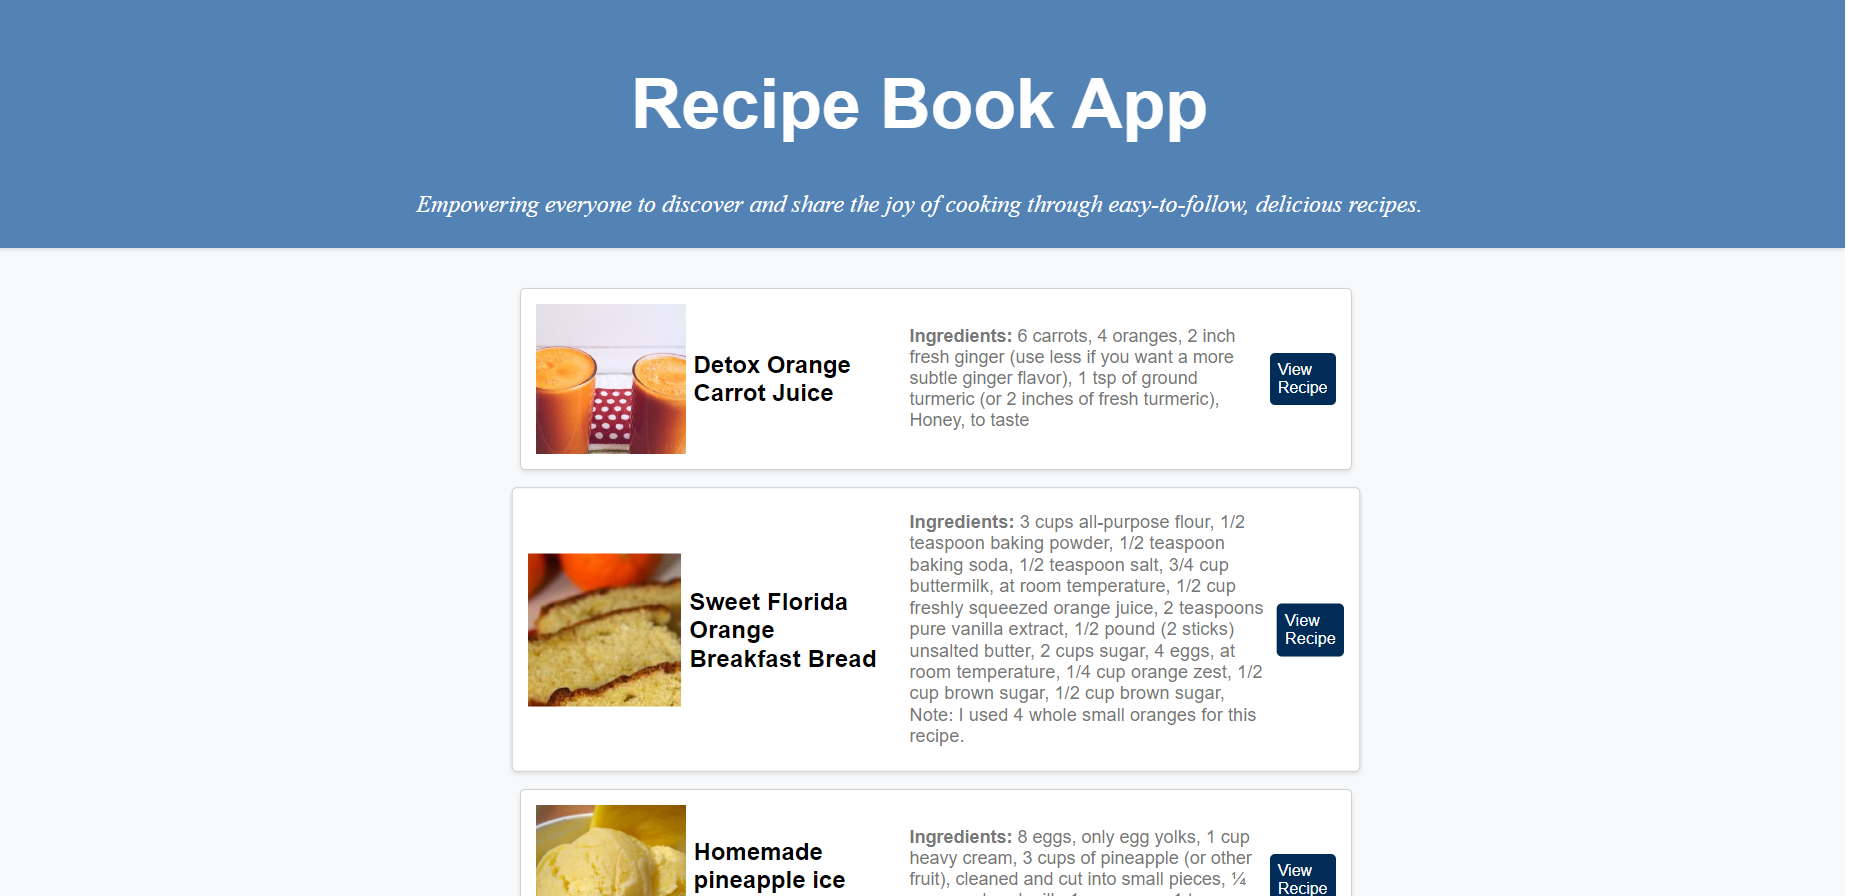 Recipe Book App
Empowering everyone to discover and share the joy of cooking through easy-to-follow, delicious recipes.
Detox Orange
Carrot Juice
Ingredients: 6 carrots, 4 oranges, 2 inch
fresh ginger (use less if you want a more
subtle ginger flavor), 1 tsp of ground
turmeric (or 2 inches of fresh turmeric),
Honey, to taste
View
Recipe
Sweet Florida
Orange
Breakfast Bread
Ingredients: 3 cups all-purpose flour, 1/2
teaspoon baking powder, 1/2 teaspoon
baking soda, 1/2 teaspoon salt, 3/4 cup
buttermilk, at room temperature, 1/2 cup
freshly squeezed orange juice, 2 teaspoons
pure vanilla extract, 1/2 pound (2 sticks)
unsalted butter, 2 cups sugar, 4 eggs, at
room temperature, 1/4 cup orange zest, 1/2
cup brown sugar, 1/2 cup brown sugar,
Note: I used 4 whole small oranges for this
recipe.
View
Recipe
Homemade
pineapple ice
Ingredients: 8 eggs, only egg yolks, 1 cup
heavy cream, 3 cups of pineapple (or other
fruit), cleaned and cut into small pieces, ¼
View
Recipe